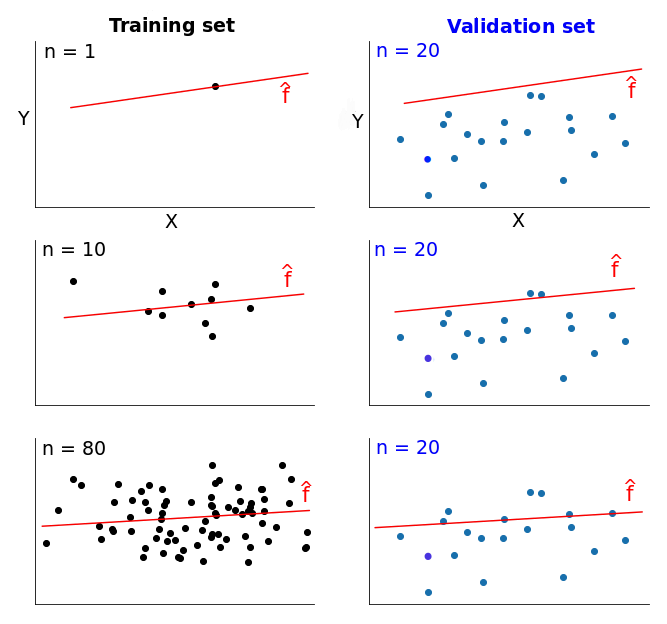 Training set
Validation set
n = 1
n = 20
f̂
f̂
Y
Y
X
X
n = 10
n = 20
f̂
f̂
n = 80
n = 20
f̂
f̂